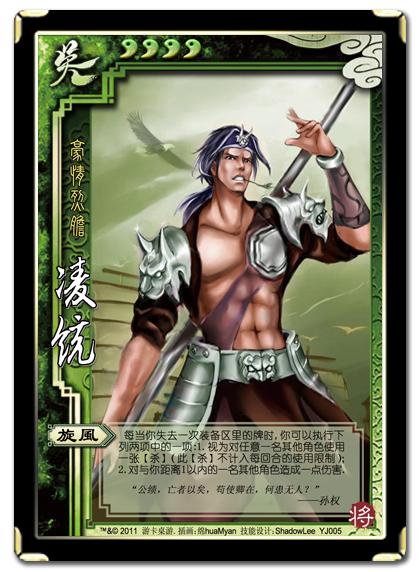 吴
豪情烈膽
凌统
旋風
每当你失去一次装备区里的牌时,你可以执行下
列两项中的一项:1.视为对任意一名其他角色使用
一张【杀】(此【杀】不计入每回合的使用限制);
2.对与你距离1以内的一名其他角色造成一点伤害.
“公绩,亡者以矣,苟使卿在,何患无人?”
——孙权
将
™&© 2011 游卡桌游. 插画:绵huaMyan 技能设计:ShadowLee YJ005